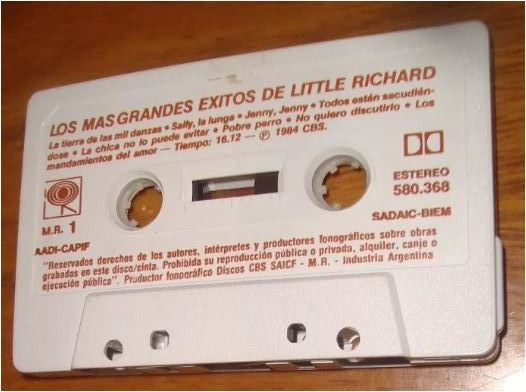 LOS MAS GRANDES EXITOS DE LITTLE RICHARD
La tierra de las mil danzas • Sally, la lunga • Jenny, Jenny • Todos están sacudién-
dose • La chica no lo puede evitar • Pobre perro • No quiero discutirlo • Los
mandamientos del amor — Tiempo: 16.12 — Ⓟ 1984 CBS.
M.R. 1
ESTEREO
580.368
AADI-CAPIF
SADAIC-BIEM
"Reservados derechos de los autores, intérpretes y productores fonográficos sobre obras
grabadas en este disco/cinta. Prohibida su reproducción pública o privada, alquiler, canje o
ejecución pública". Productor fonográfico Discos CBS SAICF - M.R. - Industria Argentina